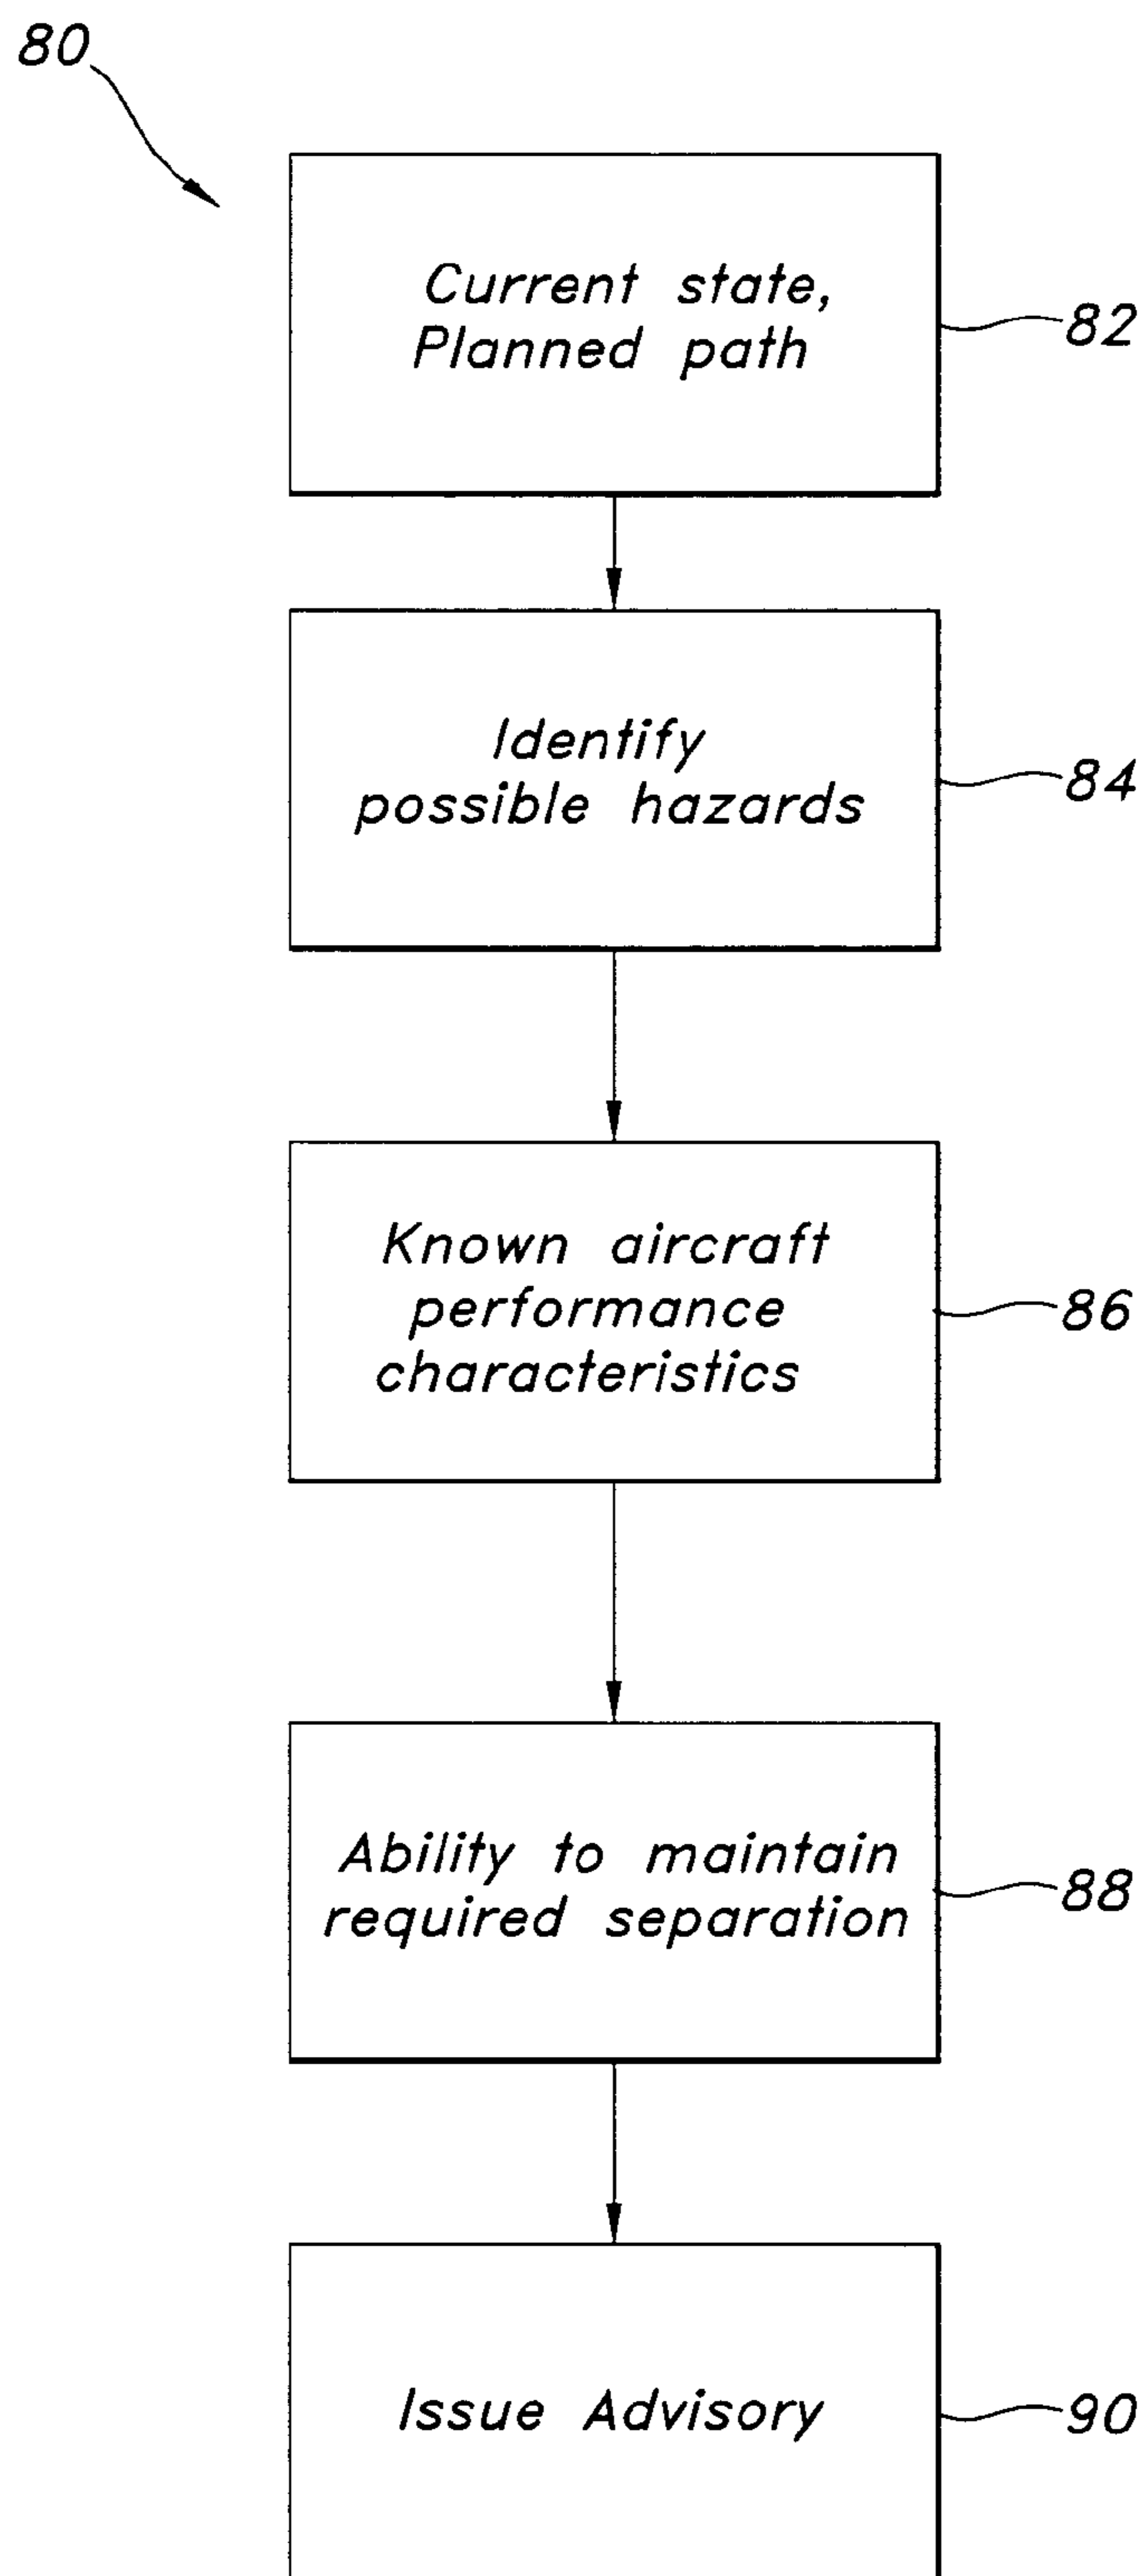 80
Current state,
Planned path
82
Identify
possible hazards
84
Known aircraft
performance
characteristics
86
Ability to maintain
required separation
88
Issue Advisory
90